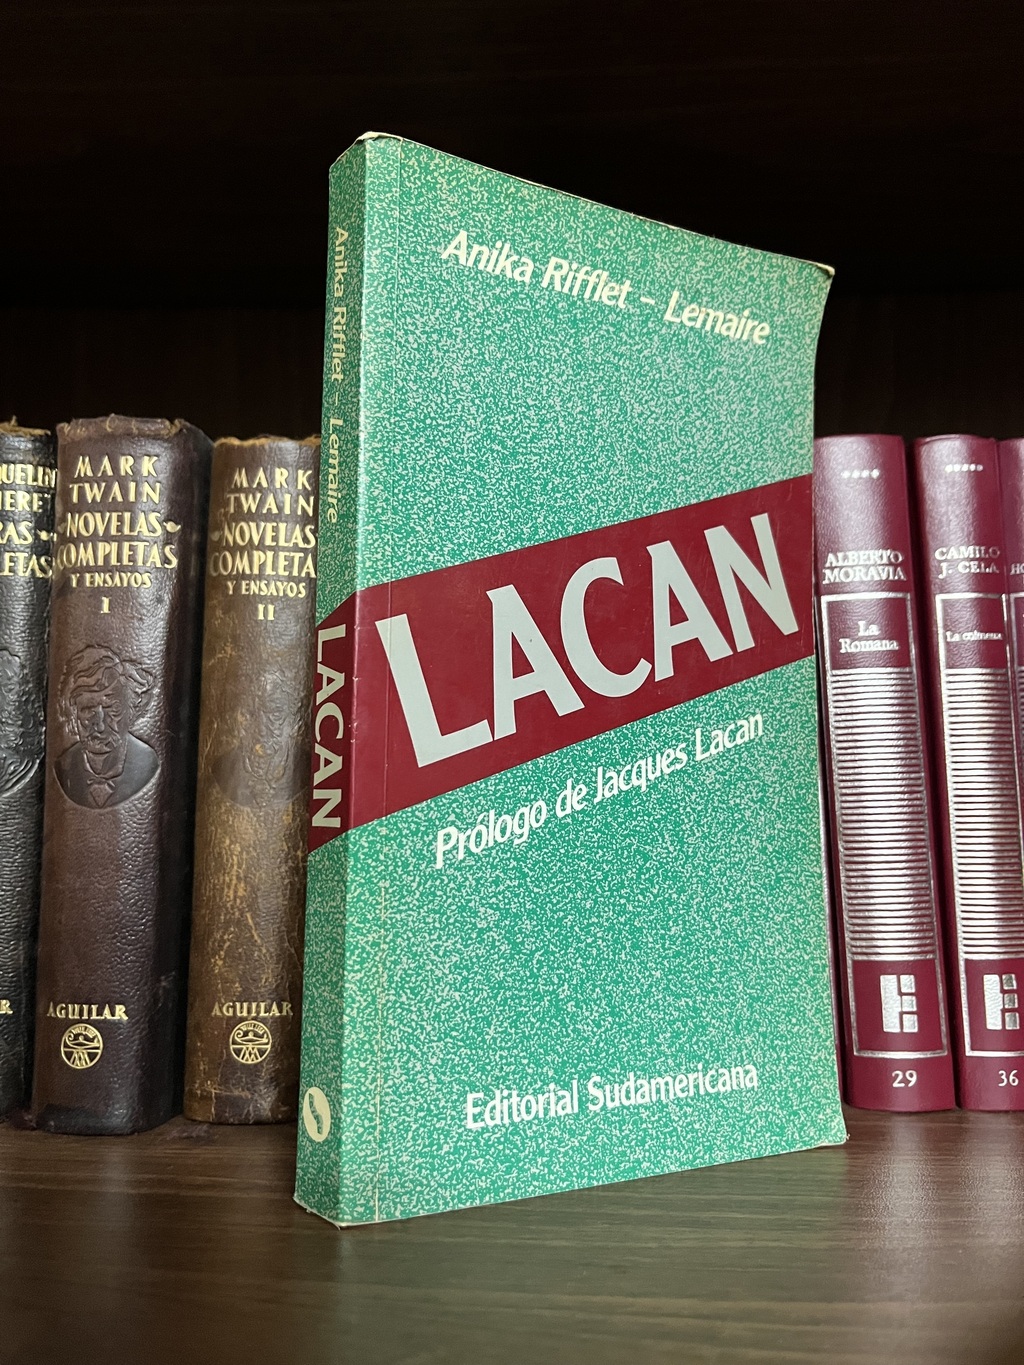 Anika Rifflet – Lemaire
LACAN
Prólogo de Jacques Lacan
Editorial Sudamericana
Anika Rifflet – Lemaire
LACAN
MARK
TWAIN
NOVELAS
COMPLETAS
Y ENSAYOS
I
AGUILAR
MARK
TWAIN
NOVELAS
COMPLETA
Y ENSAYOS
II
AGUILAR
ALBERTO
MORAVIA
La
Romana
29
CAMILO
J. CELA
La colmena
36